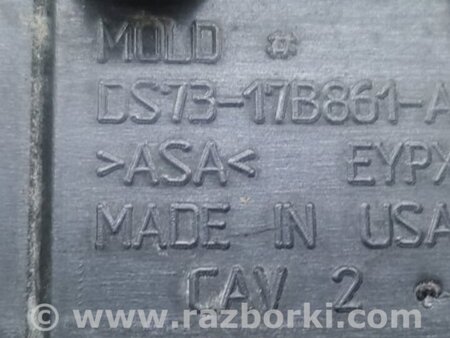 MOLD #
DS73-17B861-A
>ASA< EYPX
MADE IN USA
CAV 2
www.razborki.com